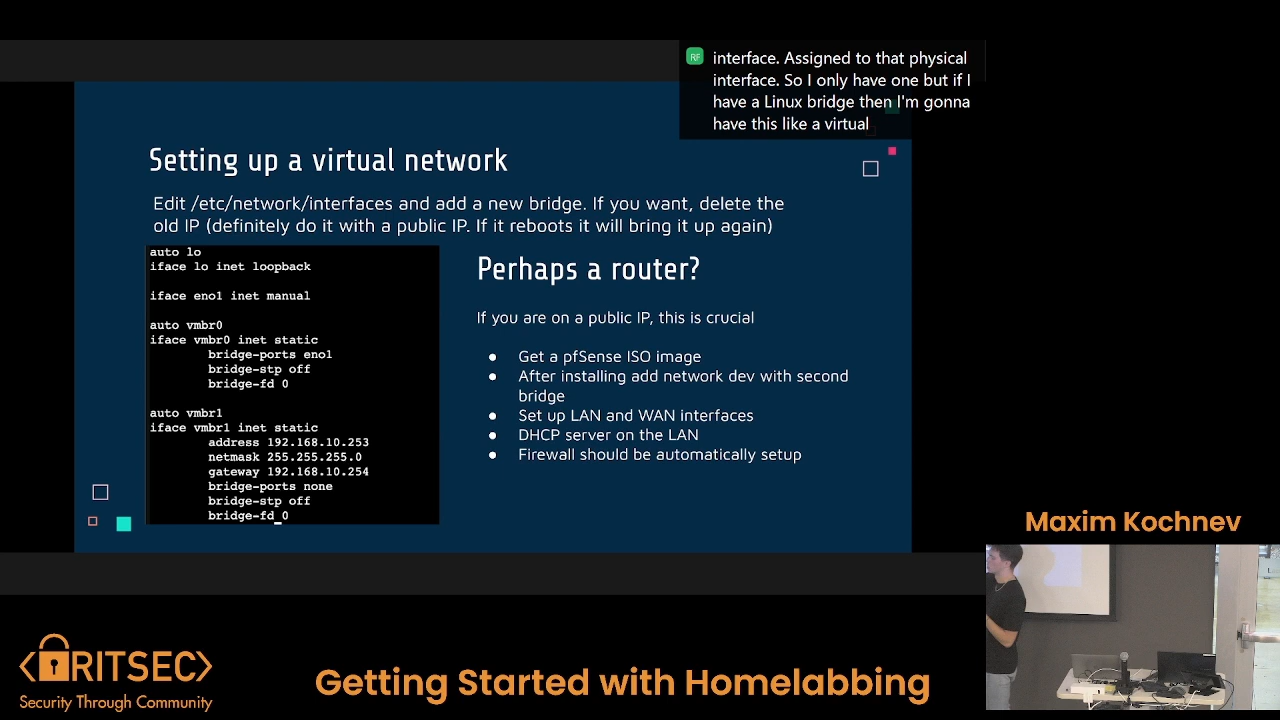 RF
interface. Assigned to that physical
interface. So I only have one but if I
have a Linux bridge then I'm gonna
have this like a virtual
Setting up a virtual network
Edit /etc/network/interfaces and add a new bridge. If you want, delete the
old IP (definitely do it with a public IP. If it reboots it will bring it up again)
auto lo
iface lo inet loopback
iface eno1 inet manual
auto vmbr0
iface vmbr0 inet static
bridge-ports eno1
bridge-stp off
bridge-fd 0
auto vmbr1
iface vmbr1 inet static
address 192.168.10.253
netmask 255.255.255.0
gateway 192.168.10.254
bridge-ports none
bridge-stp off
bridge-fd 0
Perhaps a router?
If you are on a public IP, this is crucial
● Get a pfSense ISO image
● After installing add network dev with second
bridge
● Set up LAN and WAN interfaces
● DHCP server on the LAN
● Firewall should be automatically setup
Maxim Kochnev
RITSEC
Security Through Community
Getting Started with Homelabbing